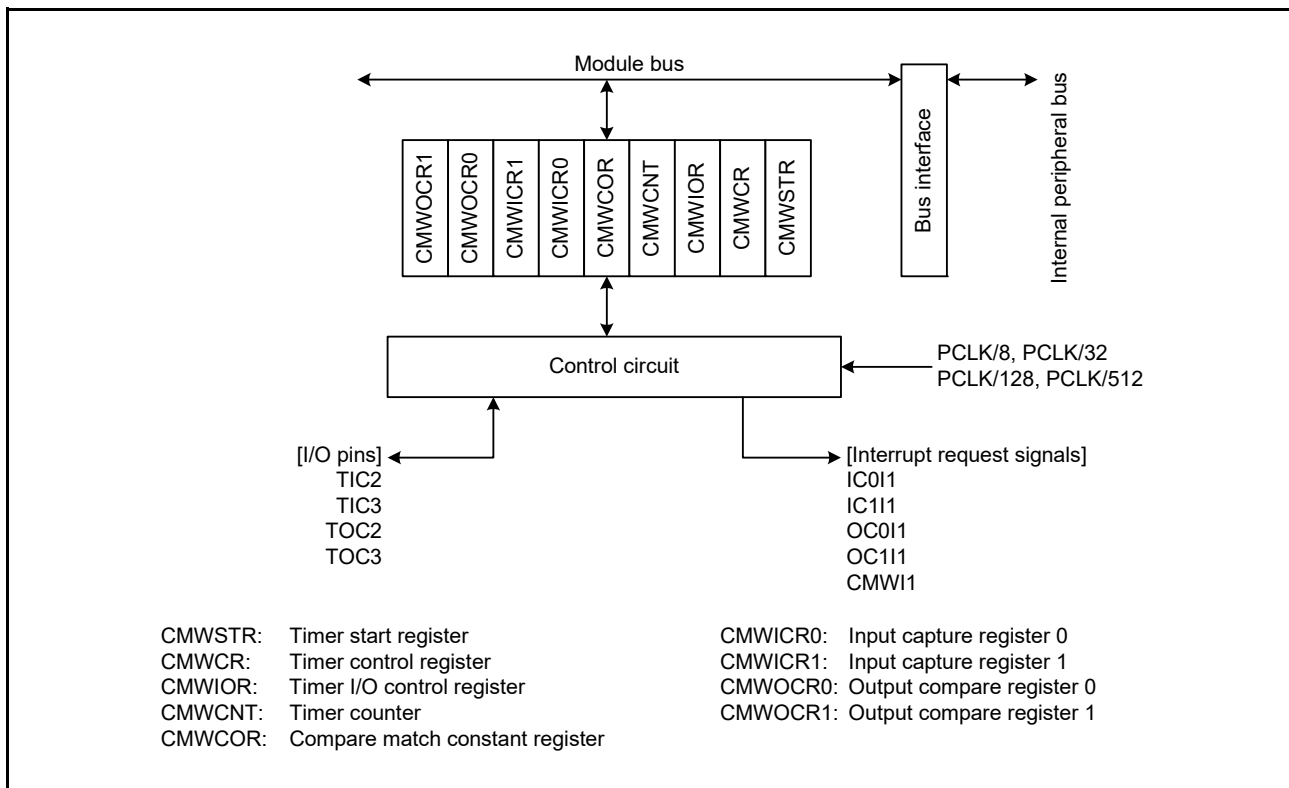 Module bus
CMWOCR1
CMWOCR0
CMWICR1
CMWICR0
CMWCOR
CMWCNT
CMWIOR
CMWCR
CMWSTR
Bus interface
Internal peripheral bus
Control circuit
PCLK/8, PCLK/32
PCLK/128, PCLK/512
[I/O pins]
TIC2
TIC3
TOC2
TOC3
[Interrupt request signals]
IC0I1
IC1I1
OC0I1
OC1I1
CMWI1
CMWSTR: Timer start register
CMWCR: Timer control register
CMWIOR: Timer I/O control register
CMWCNT: Timer counter
CMWCOR: Compare match constant register
CMWICR0: Input capture register 0
CMWICR1: Input capture register 1
CMWOCR0: Output compare register 0
CMWOCR1: Output compare register 1